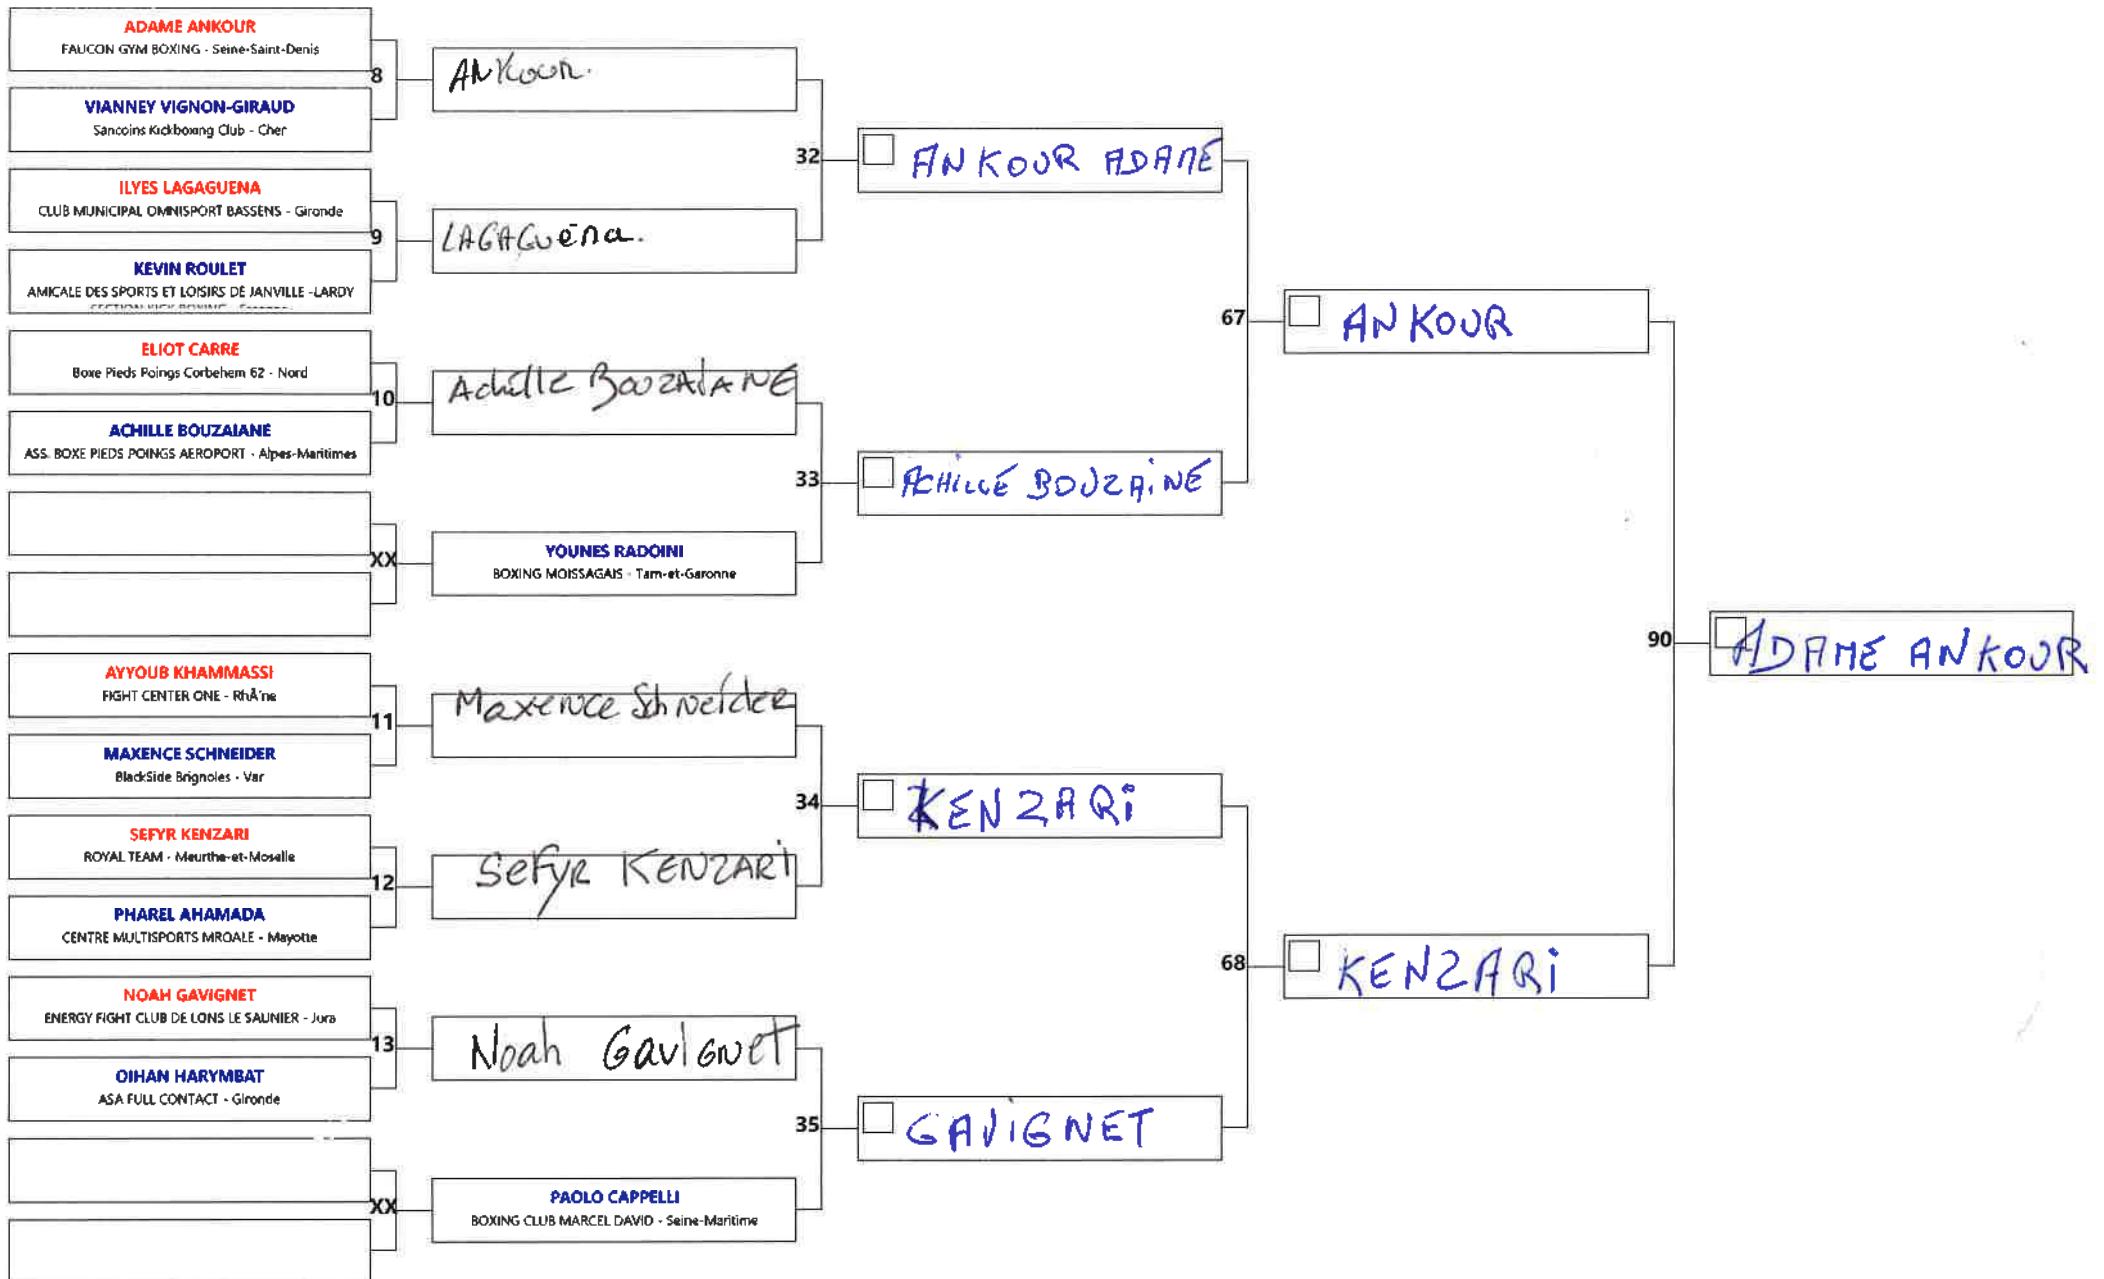 ADAME ANKOUR
FAUCON GYM BOXING - Seine-Saint-Denis
8
ANKOUR.
VIANNEY VIGNON-GIRAUD
Sancoins Kickboxing Club - Cher
32
ANKOUR ADAME
ILYES LAGAGUENA
CLUB MUNICIPAL OMNISPORT BASSENS - Gironde
9
LAGAGuena.
KEVIN ROULET
AMICALE DES SPORTS ET LOISIRS DE JANVILLE -LARDY
SECTION KICK BOXING - Essonne
67
ANKOUR
ELIOT CARRE
Boxe Pieds Poings Corbehem 62 - Nord
10
Achille BOUZAIANE
ACHILLE BOUZAIANE
ASS. BOXE PIEDS POINGS AEROPORT - Alpes-Maritimes
33
ACHILLE BOUZAiNE
XX
YOUNES RADOINI
BOXING MOISSAGAIS - Tarn-et-Garonne
90
ADAME ANKOUR
AYYOUB KHAMMASSI
FIGHT CENTER ONE - RhÃ´ne
11
Maxence Schneider
MAXENCE SCHNEIDER
BlackSide Brignoles - Var
34
KENZARi
SEFYR KENZARI
ROYAL TEAM - Meurthe-et-Moselle
12
SeFyR KENZARI
PHAREL AHAMADA
CENTRE MULTISPORTS MROALE - Mayotte
68
KENZARi
NOAH GAVIGNET
ENERGY FIGHT CLUB DE LONS LE SAUNIER - Jura
13
Noah GavIGNet
OIHAN HARYMBAT
ASA FULL CONTACT - Gironde
35
GAViGNET
XX
PAOLO CAPPELLI
BOXING CLUB MARCEL DAVID - Seine-Maritime